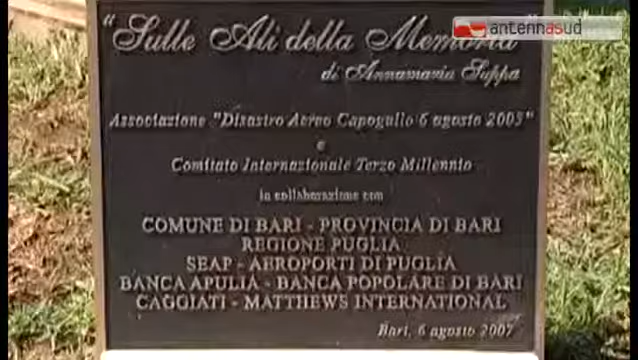 antennasud
"Sulle Ali della Memoria"
di Annamaria Suppa
Associazione "Disastro Aereo Capogallo 6 agosto 2005"
e
Comitato Internazionale Terzo Millennio
in collaborazione con
COMUNE DI BARI - PROVINCIA DI BARI
REGIONE PUGLIA
SEAP - AEROPORTI DI PUGLIA
BANCA APULIA - BANCA POPOLARE DI BARI
CAGGIATI - MATTHEWS INTERNATIONAL
Bari, 6 agosto 2007